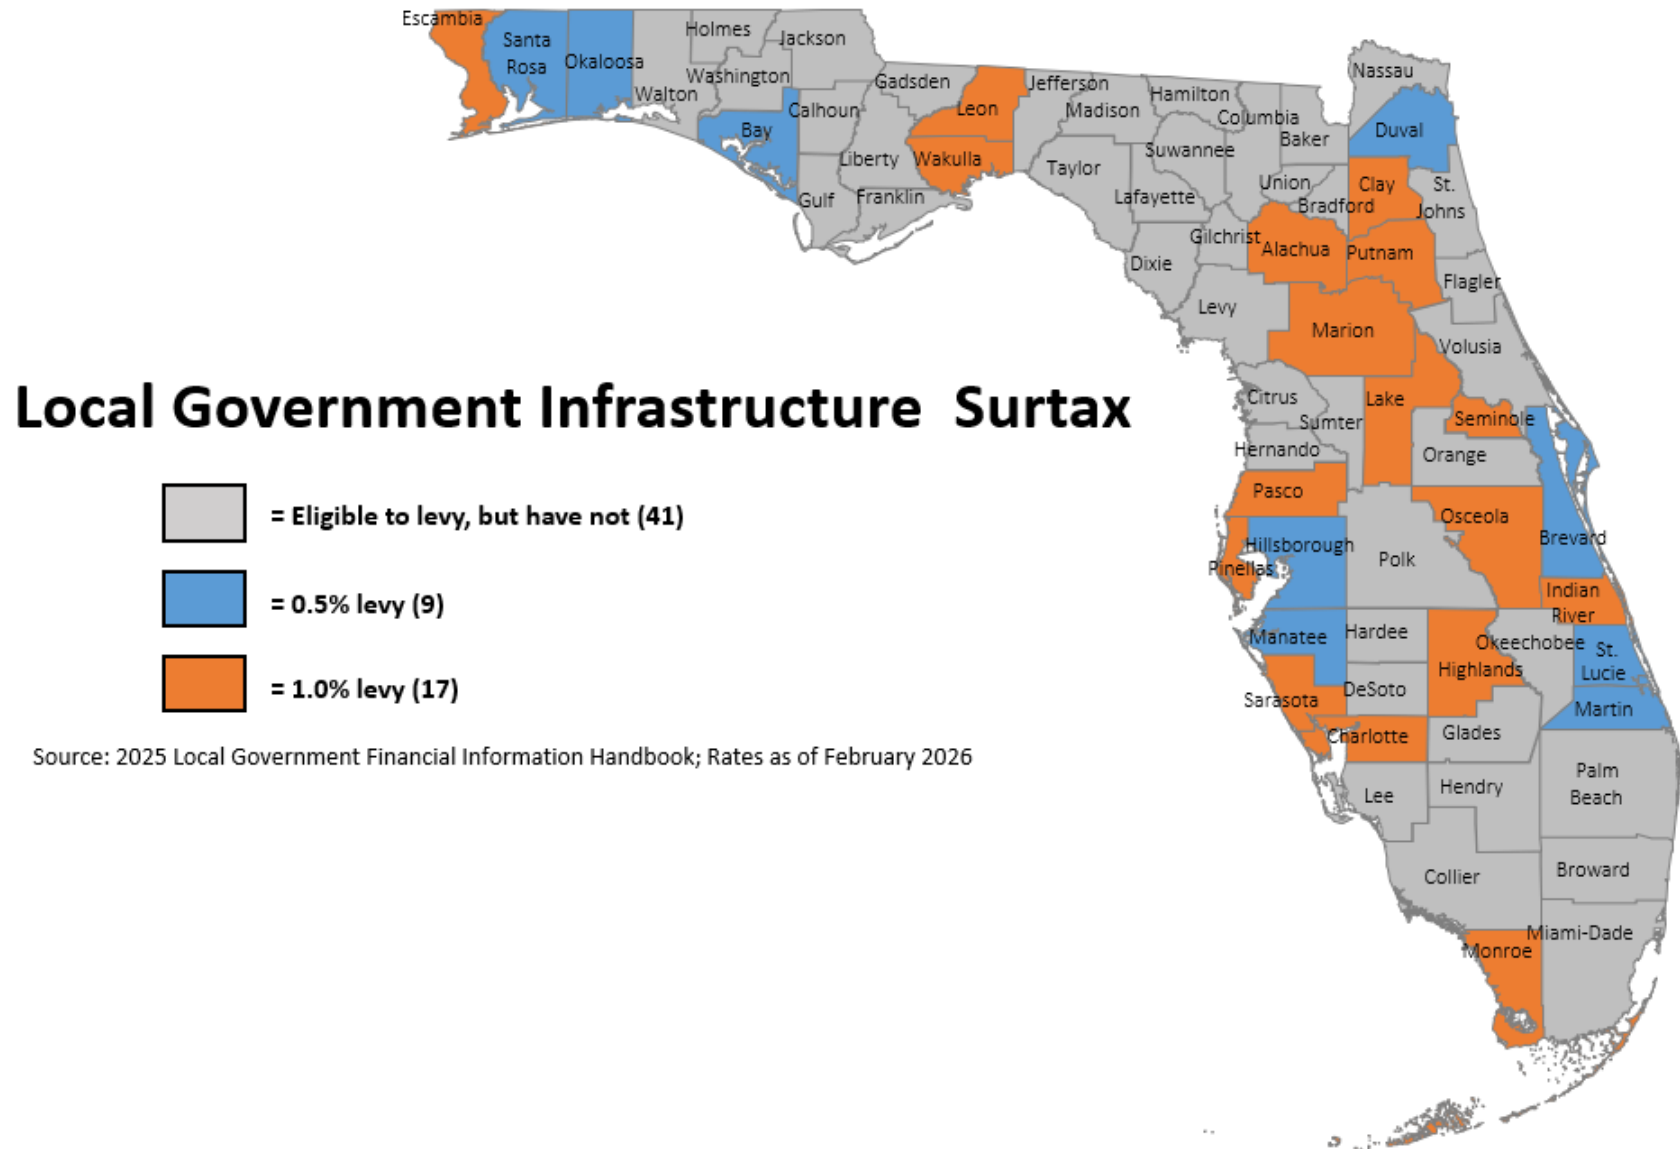 Escambia
Santa
Rosa
Okaloosa
Holmes
Jackson
Washington
Walton
Bay
Calhoun
Gadsden
Liberty
Gulf
Franklin
Leon
Wakulla
Jefferson
Madison
Taylor
Hamilton
Suwannee
Lafayette
Columbia
Baker
Union
Bradford
Gilchrist
Dixie
Levy
Nassau
Duval
Clay
St.
Johns
Alachua
Putnam
Flagler
Marion
Volusia
Citrus
Sumter
Lake
Seminole
Hernando
Orange
Pasco
Osceola
Brevard
Hillsborough
Pinellas
Polk
Indian
River
Manatee
Hardee
Okeechobee
St.
Lucie
Highlands
Sarasota
DeSoto
Martin
Charlotte
Glades
Lee
Hendry
Palm
Beach
Collier
Broward
Monroe
Miami-Dade
Local Government Infrastructure Surtax
= Eligible to levy, but have not (41)
= 0.5% levy (9)
= 1.0% levy (17)
Source: 2025 Local Government Financial Information Handbook; Rates as of February 2026